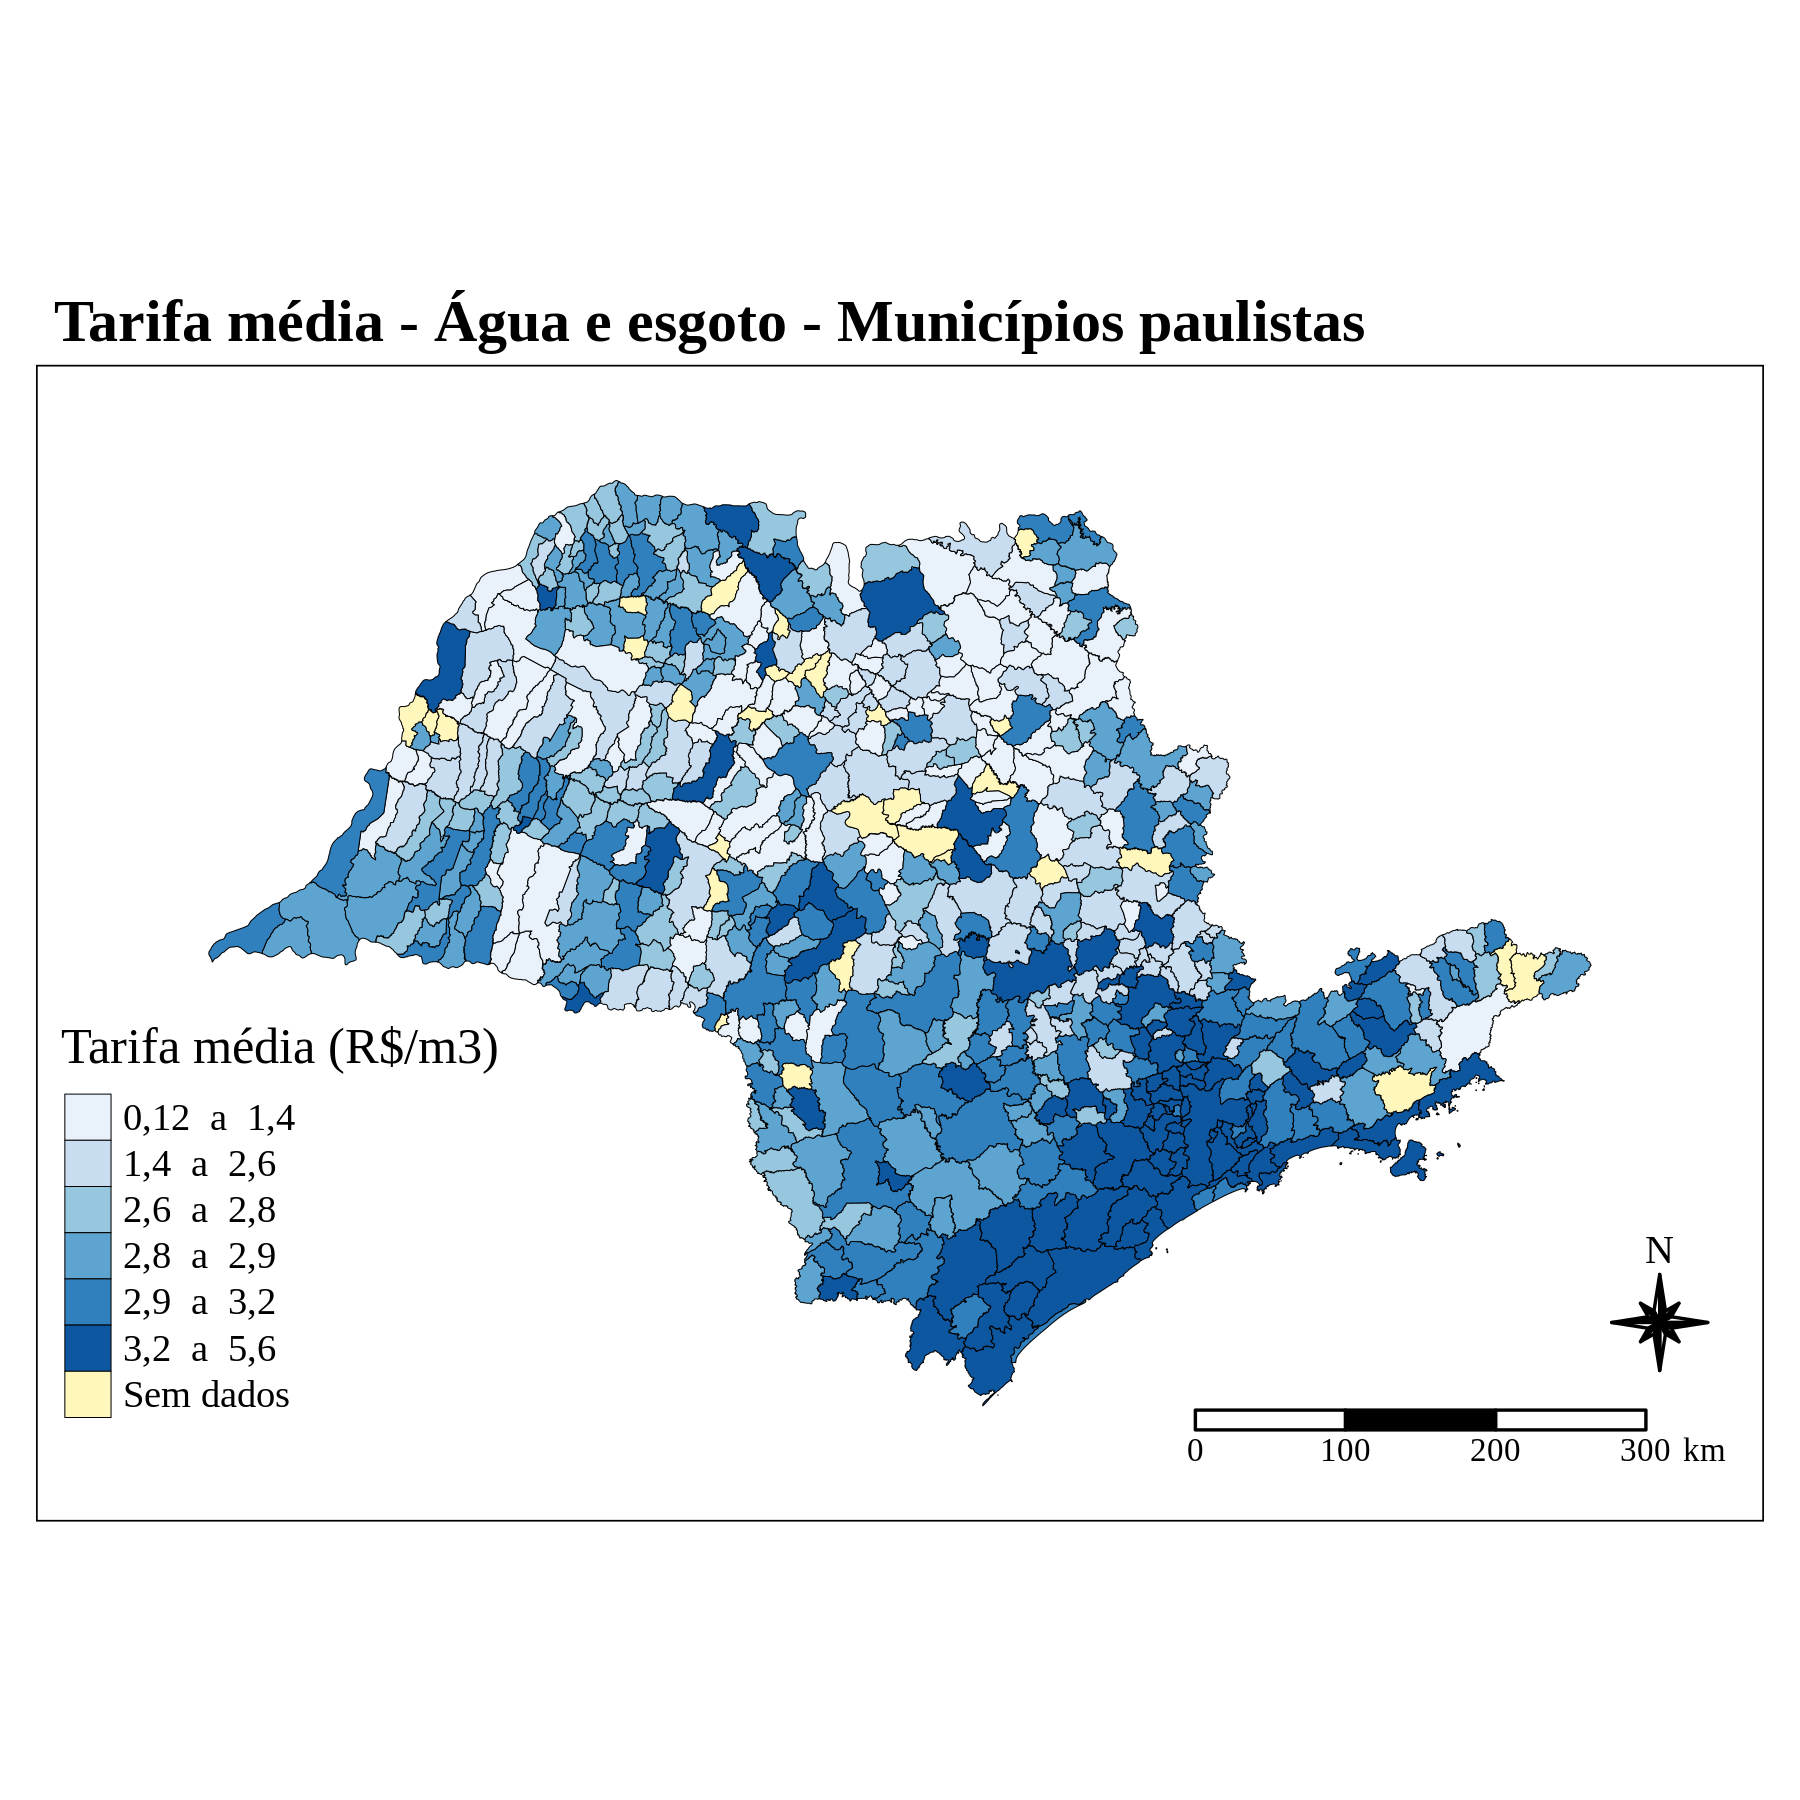 Tarifa média - Água e esgoto - Municípios paulistas
Tarifa média (R$/m3)
0,12 a 1,4
1,4 a 2,6
2,6 a 2,8
2,8 a 2,9
2,9 a 3,2
3,2 a 5,6
Sem dados
N
0 100 200 300 km